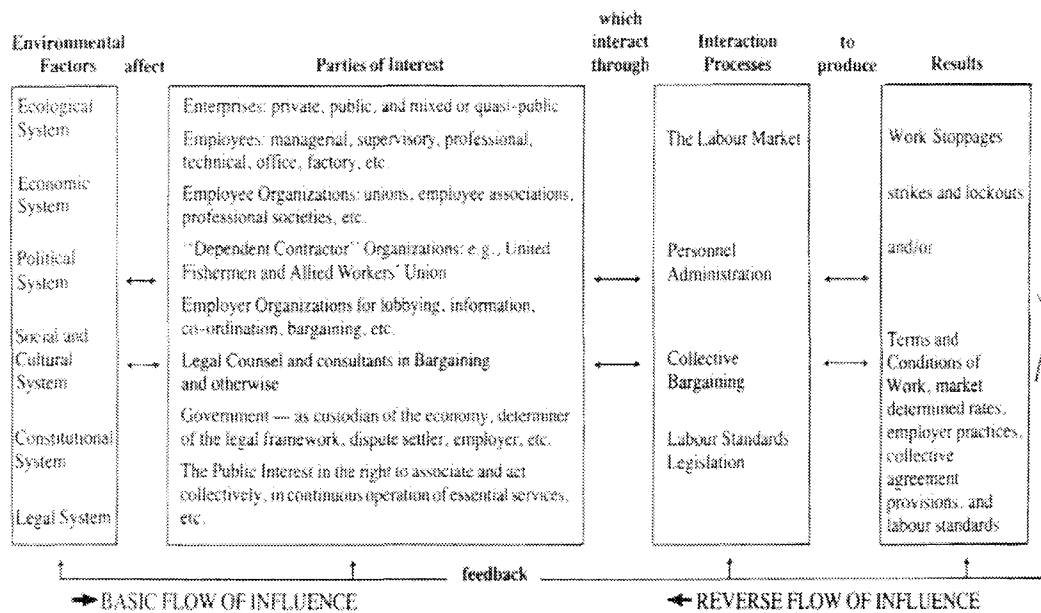 Environmental Factors
affect
Parties of Interest
which interact through
Interaction Processes
to produce
Results
Ecological
System
Economic
System
Political
System
Social and
Cultural
System
Constitutional
System
Legal System
Enterprises: private, public, and mixed or quasi-public
Employees: managerial, supervisory, professional,
technical, office, factory, etc.
Employee Organizations: unions, employee associations,
professional societies, etc.
"Dependent Contractor" Organizations: e.g., United
Fishermen and Allied Workers' Union
Employer Organizations for lobbying, information,
co-ordination, bargaining, etc.
Legal Counsel and consultants in Bargaining
and otherwise
Government — as custodian of the economy, determiner
of the legal framework, dispute settler, employer, etc.
The Public Interest in the right to associate and act
collectively, in continuous operation of essential services,
etc.
The Labour Market
Personnel
Administration
Collective
Bargaining
Labour Standards
Legislation
Work Stoppages
strikes and lockouts
and/or
Terms and
Conditions of
Work, market
determined rates,
employer practices,
collective
agreement
provisions, and
labour standards
feedback
BASIC FLOW OF INFLUENCE
REVERSE FLOW OF INFLUENCE